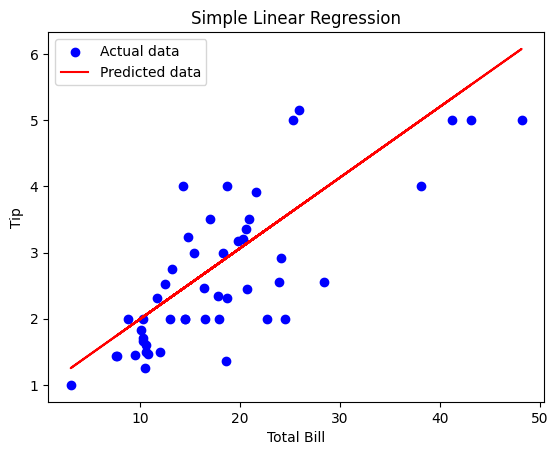 Simple Linear Regression
Actual data
Predicted data
6
5
4
3
2
1
Tip
10
20
30
40
50
Total Bill